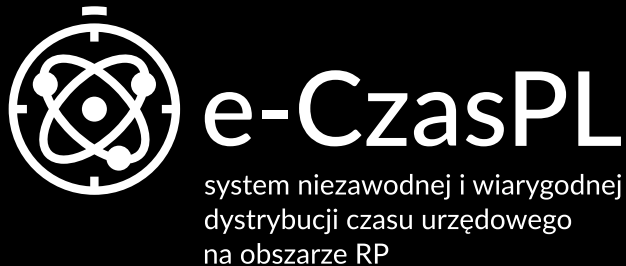 e-CzasPL
system niezawodnej i wiarygodnej
dystrybucji czasu urzędowego
na obszarze RP